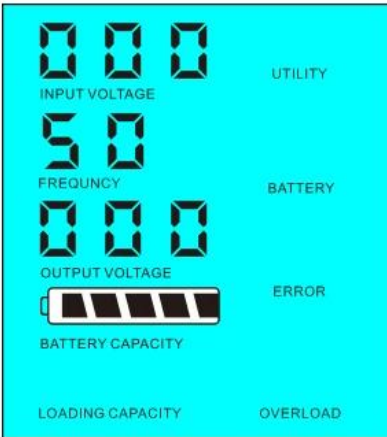 000
UTILITY
INPUT VOLTAGE
50
FREQUNCY
BATTERY
000
OUTPUT VOLTAGE
ERROR
BATTERY CAPACITY
LOADING CAPACITY
OVERLOAD